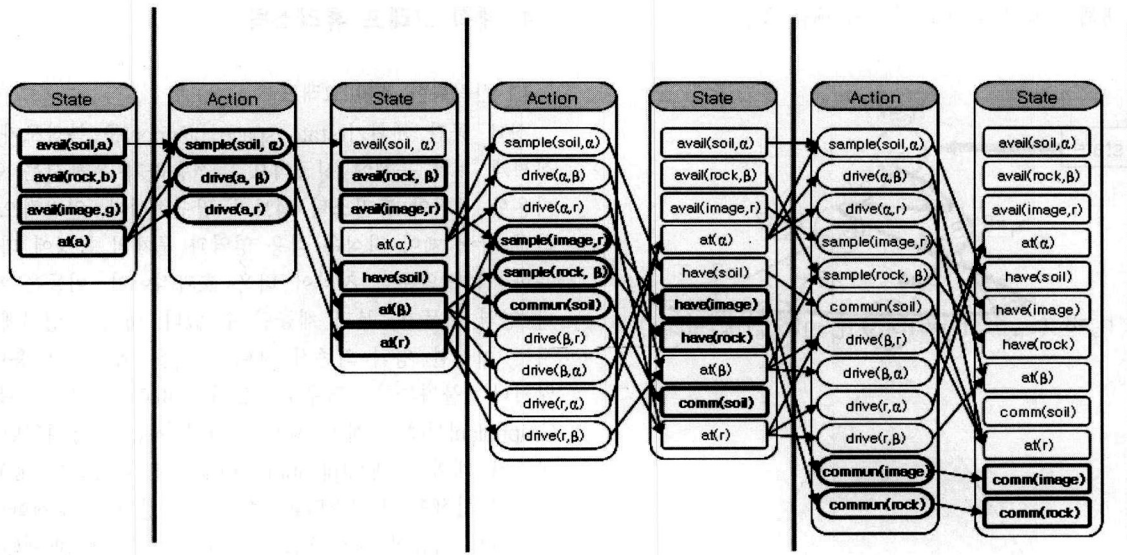 State
avail(soil,a)
avail(rock,b)
avail(image,g)
at(a)
Action
sample(soil, α)
drive(a, β)
drive(a,r)
State
avail(soil, α)
avail(rock, β)
avail(image,r)
at(α)
have(soil)
at(β)
at(r)
Action
sample(soil,α)
drive(α,β)
drive(α,r)
sample(image,r)
sample(rock, β)
commun(soil)
drive(β,r)
drive(β,α)
drive(r,α)
drive(r,β)
State
avail(soil,α)
avail(rock,β)
avail(image,r)
at(α)
have(soil)
have(image)
have(rock)
at(β)
comm(soil)
at(r)
Action
sample(soil,α)
drive(α,β)
drive(α,r)
sample(image,r)
sample(rock, β)
commun(soil)
drive(β,r)
drive(β,α)
drive(r,α)
drive(r,β)
commun(image)
commun(rock)
State
avail(soil,α)
avail(rock,β)
avail(image,r)
at(α)
have(soil)
have(image)
have(rock)
at(β)
comm(soil)
at(r)
comm(image)
comm(rock)